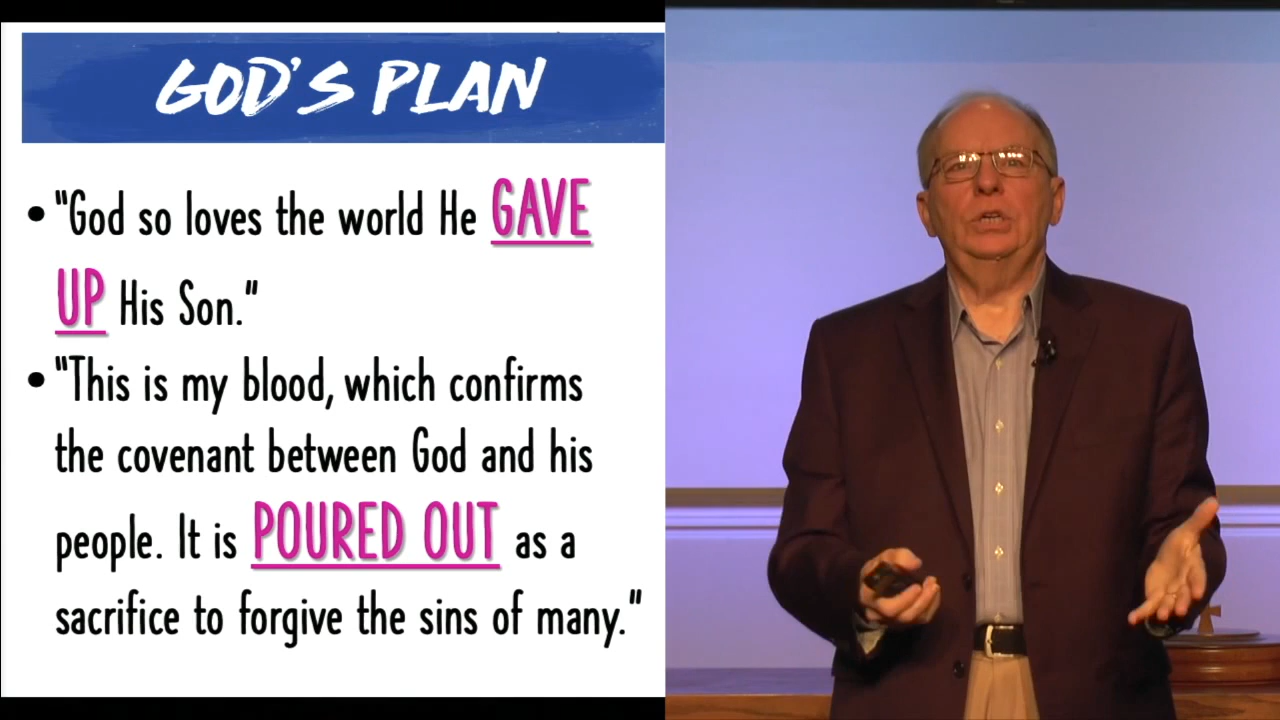 GOD'S PLAN
• "God so loves the world He GAVE
UP His Son."
• "This is my blood, which confirms
the covenant between God and his
people. It is POURED OUT as a
sacrifice to forgive the sins of many."